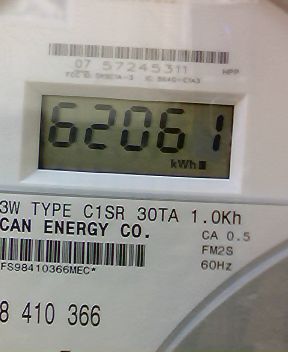 07 57245311 MPP
62061
kWh
3W TYPE C1SR 30TA 1.0Kh
CAN ENERGY CO.
CA 0.5
FM2S
FS98410366MEC*
60Hz
8 410 366